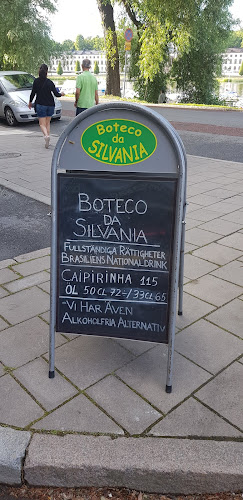 Boteco
da
SILVANIA
BOTECO
DA
SILVANIA
FULLSTÄNDIGA RÄTTIGHETER
BRASILIENS NATIONALDRINK
CAIPIRINHA 115
ÖL 50CL 72=/33CL 65
-VI HAR ÄVEN
ALKOHOLFRIA ALTERNATIV